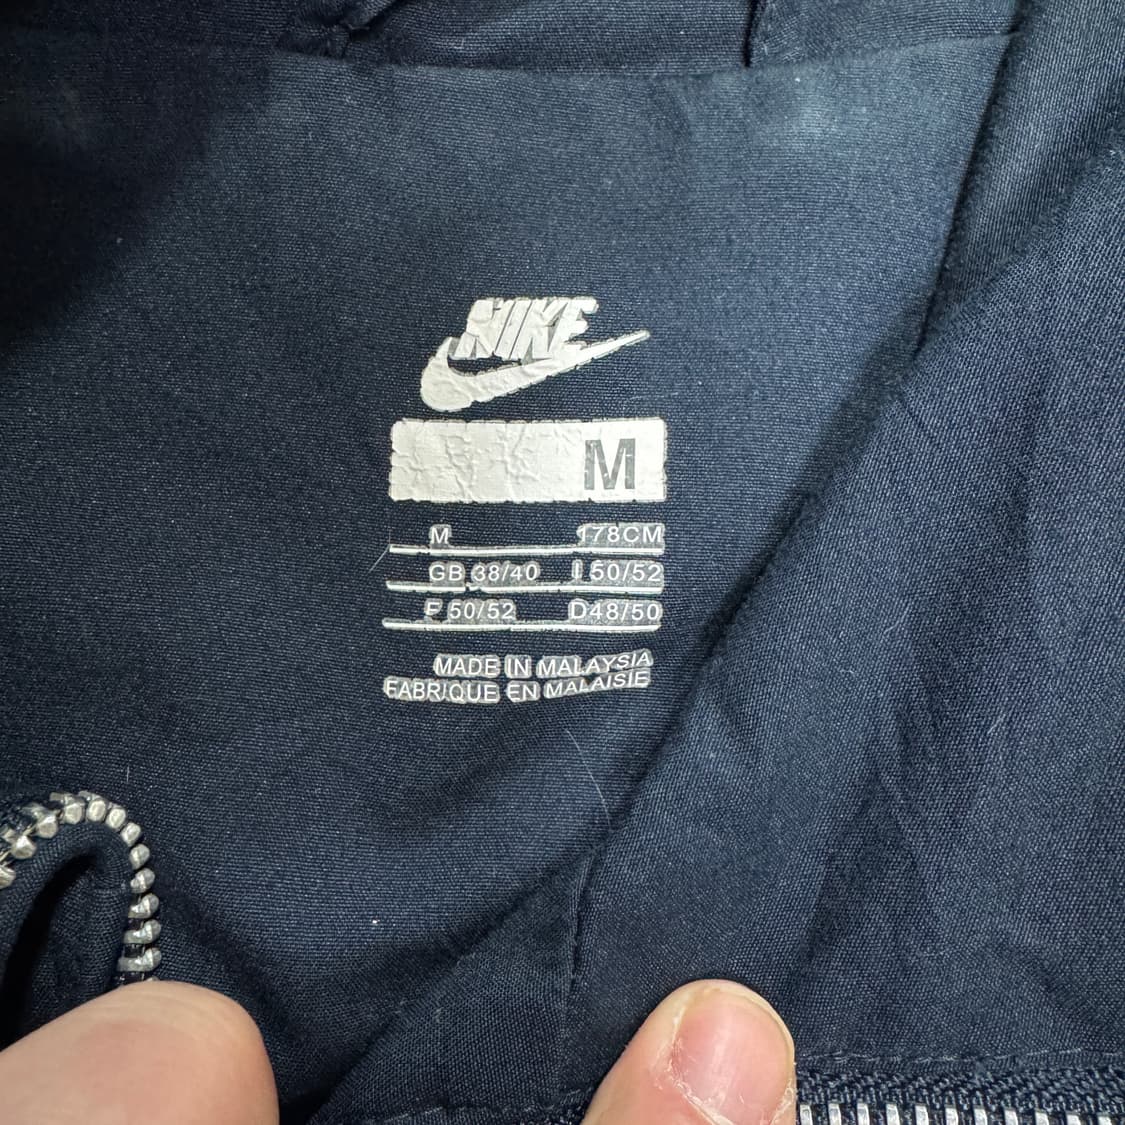 NIKE
M
M 178CM
GB 38/40 I 50/52
F 50/52 D48/50
MADE IN MALAYSIA
FABRIQUE EN MALAISIE